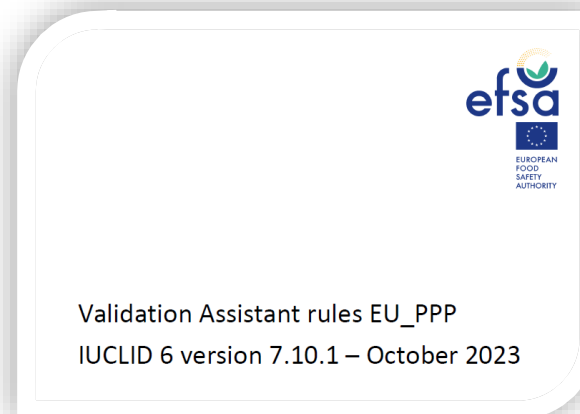 efsa
EUROPEAN
FOOD
SAFETY
AUTHORITY
Validation Assistant rules EU_PPP
IUCLID 6 version 7.10.1 – October 2023